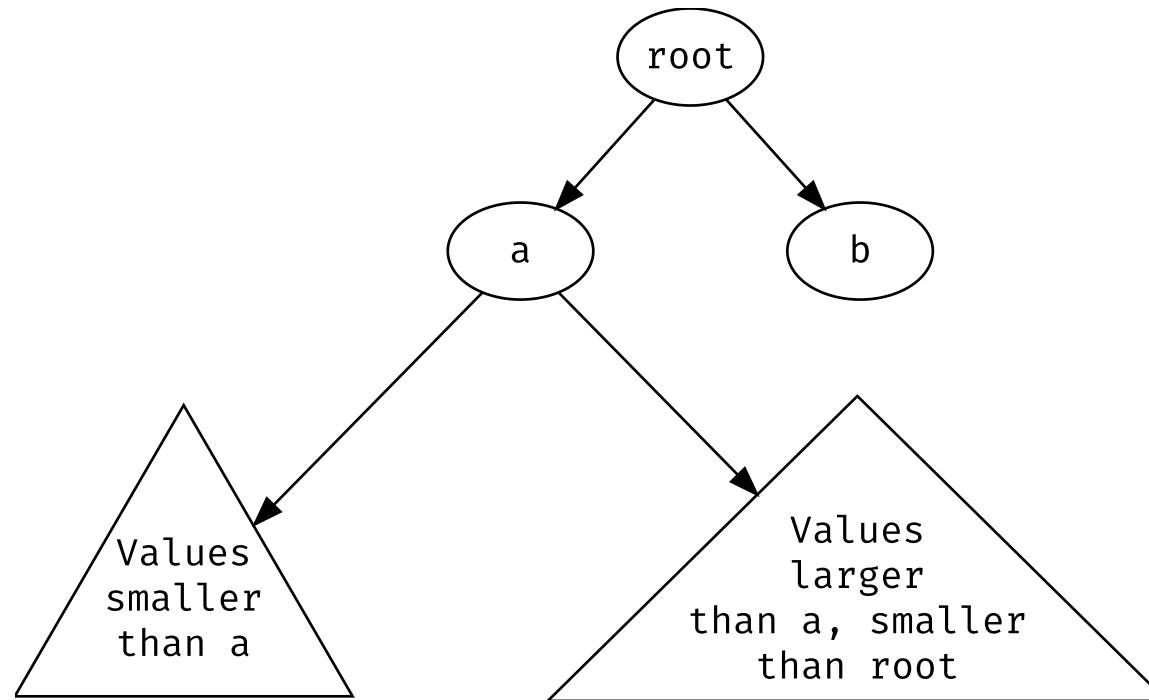 root
a
b
Values
smaller
than a
Values
larger
than a, smaller
than root